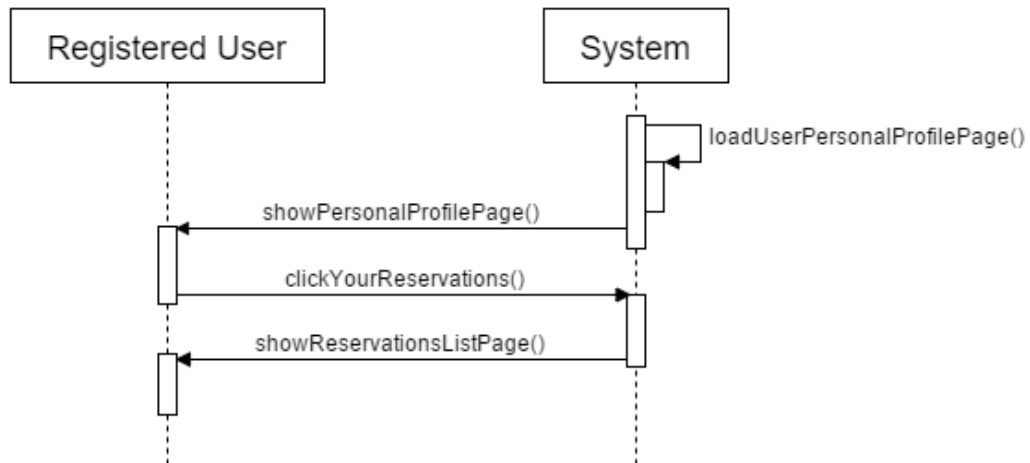 Registered User
System
loadUserPersonalProfilePage()
showPersonalProfilePage()
clickYourReservations()
showReservationsListPage()